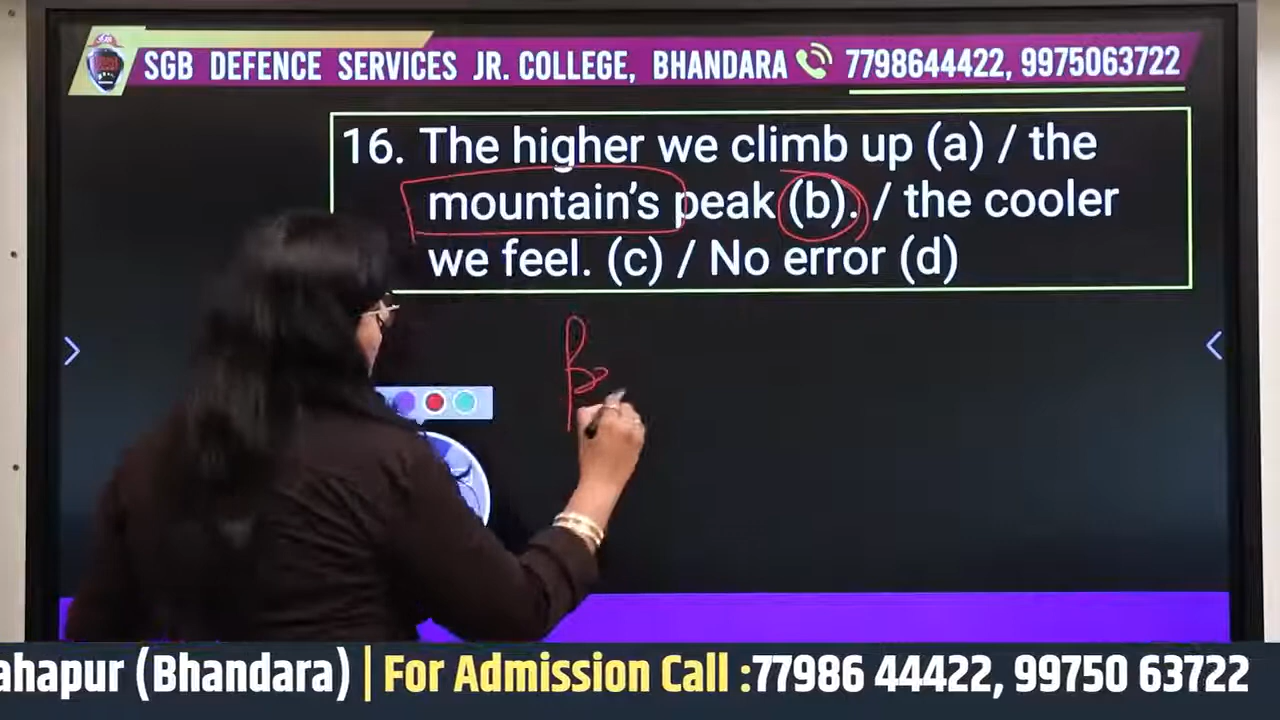 SGB DEFENCE SERVICES JR. COLLEGE, BHANDARA 7798644422, 9975063722
16. The higher we climb up (a) / the
mountain's peak (b). / the cooler
we feel. (c) / No error (d)
ahapur (Bhandara) | For Admission Call :77986 44422, 99750 63722